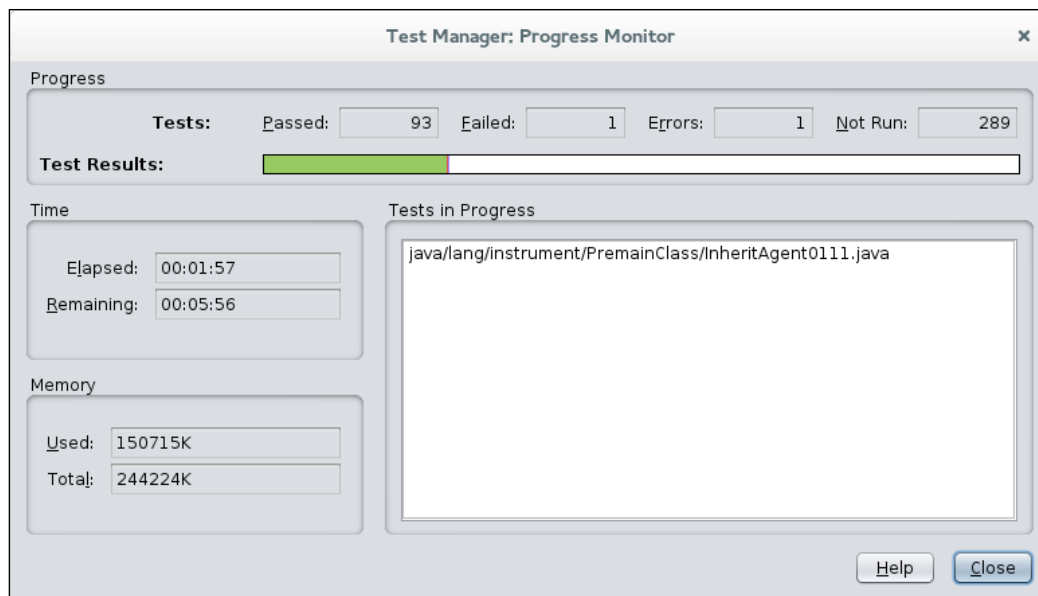 Test Manager: Progress Monitor
Progress
Tests: Passed: 93 Failed: 1 Errors: 1 Not Run: 289
Test Results:
Time
Elapsed: 00:01:57
Remaining: 00:05:56
Memory
Used: 150715K
Total: 244224K
Tests in Progress
java/lang/instrument/PremainClass/InheritAgent0111.java
Help Close